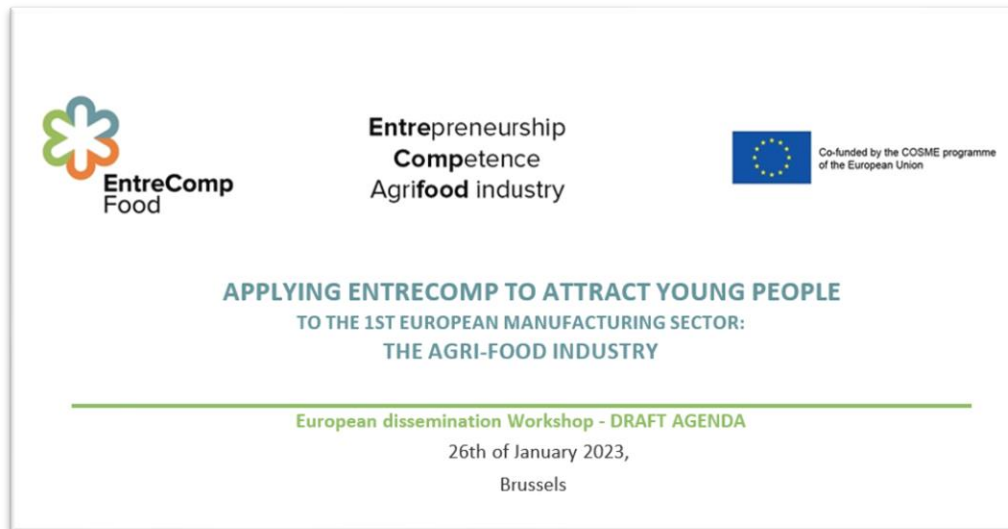 EntreComp
Food
Entrepreneurship
Competence
Agrifood industry
Co-funded by the COSME programme
of the European Union
APPLYING ENTRECOMP TO ATTRACT YOUNG PEOPLE
TO THE 1ST EUROPEAN MANUFACTURING SECTOR:
THE AGRI-FOOD INDUSTRY
European dissemination Workshop - DRAFT AGENDA
26th of January 2023,
Brussels